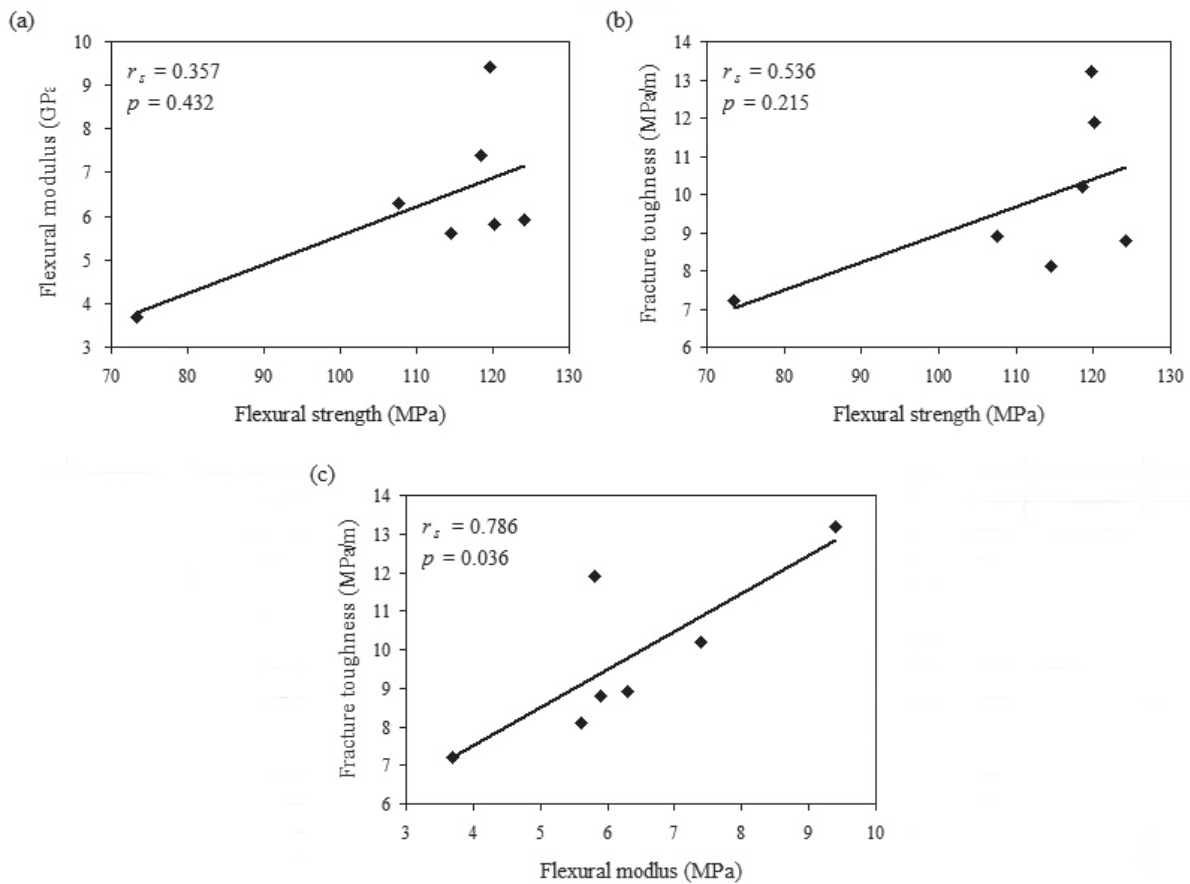 (a)
10
9
8
7
6
5
4
3
Flexural modulus (GPa
r_s = 0.357
p = 0.432
70 80 90 100 110 120 130
Flexural strength (MPa)
(b)
14
13
12
11
10
9
8
7
6
Fracture toughness (MPa/m)
r_s = 0.536
p = 0.215
70 80 90 100 110 120 130
Flexural strength (MPa)
(c)
14
13
12
11
10
9
8
7
6
Fracture toughness (MPa/m)
r_s = 0.786
p = 0.036
3 4 5 6 7 8 9 10
Flexural modlus (MPa)